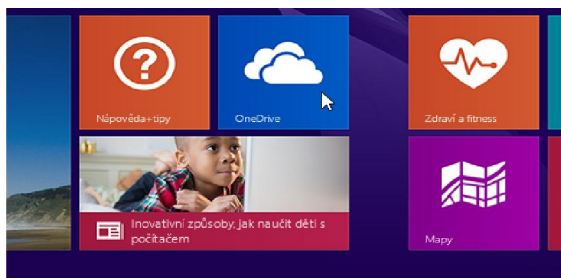 Nápověda+tipy
OneDrive
Zdraví a fitness
Inovativní způsoby, jak naučit děti s
počítačem
Mapy